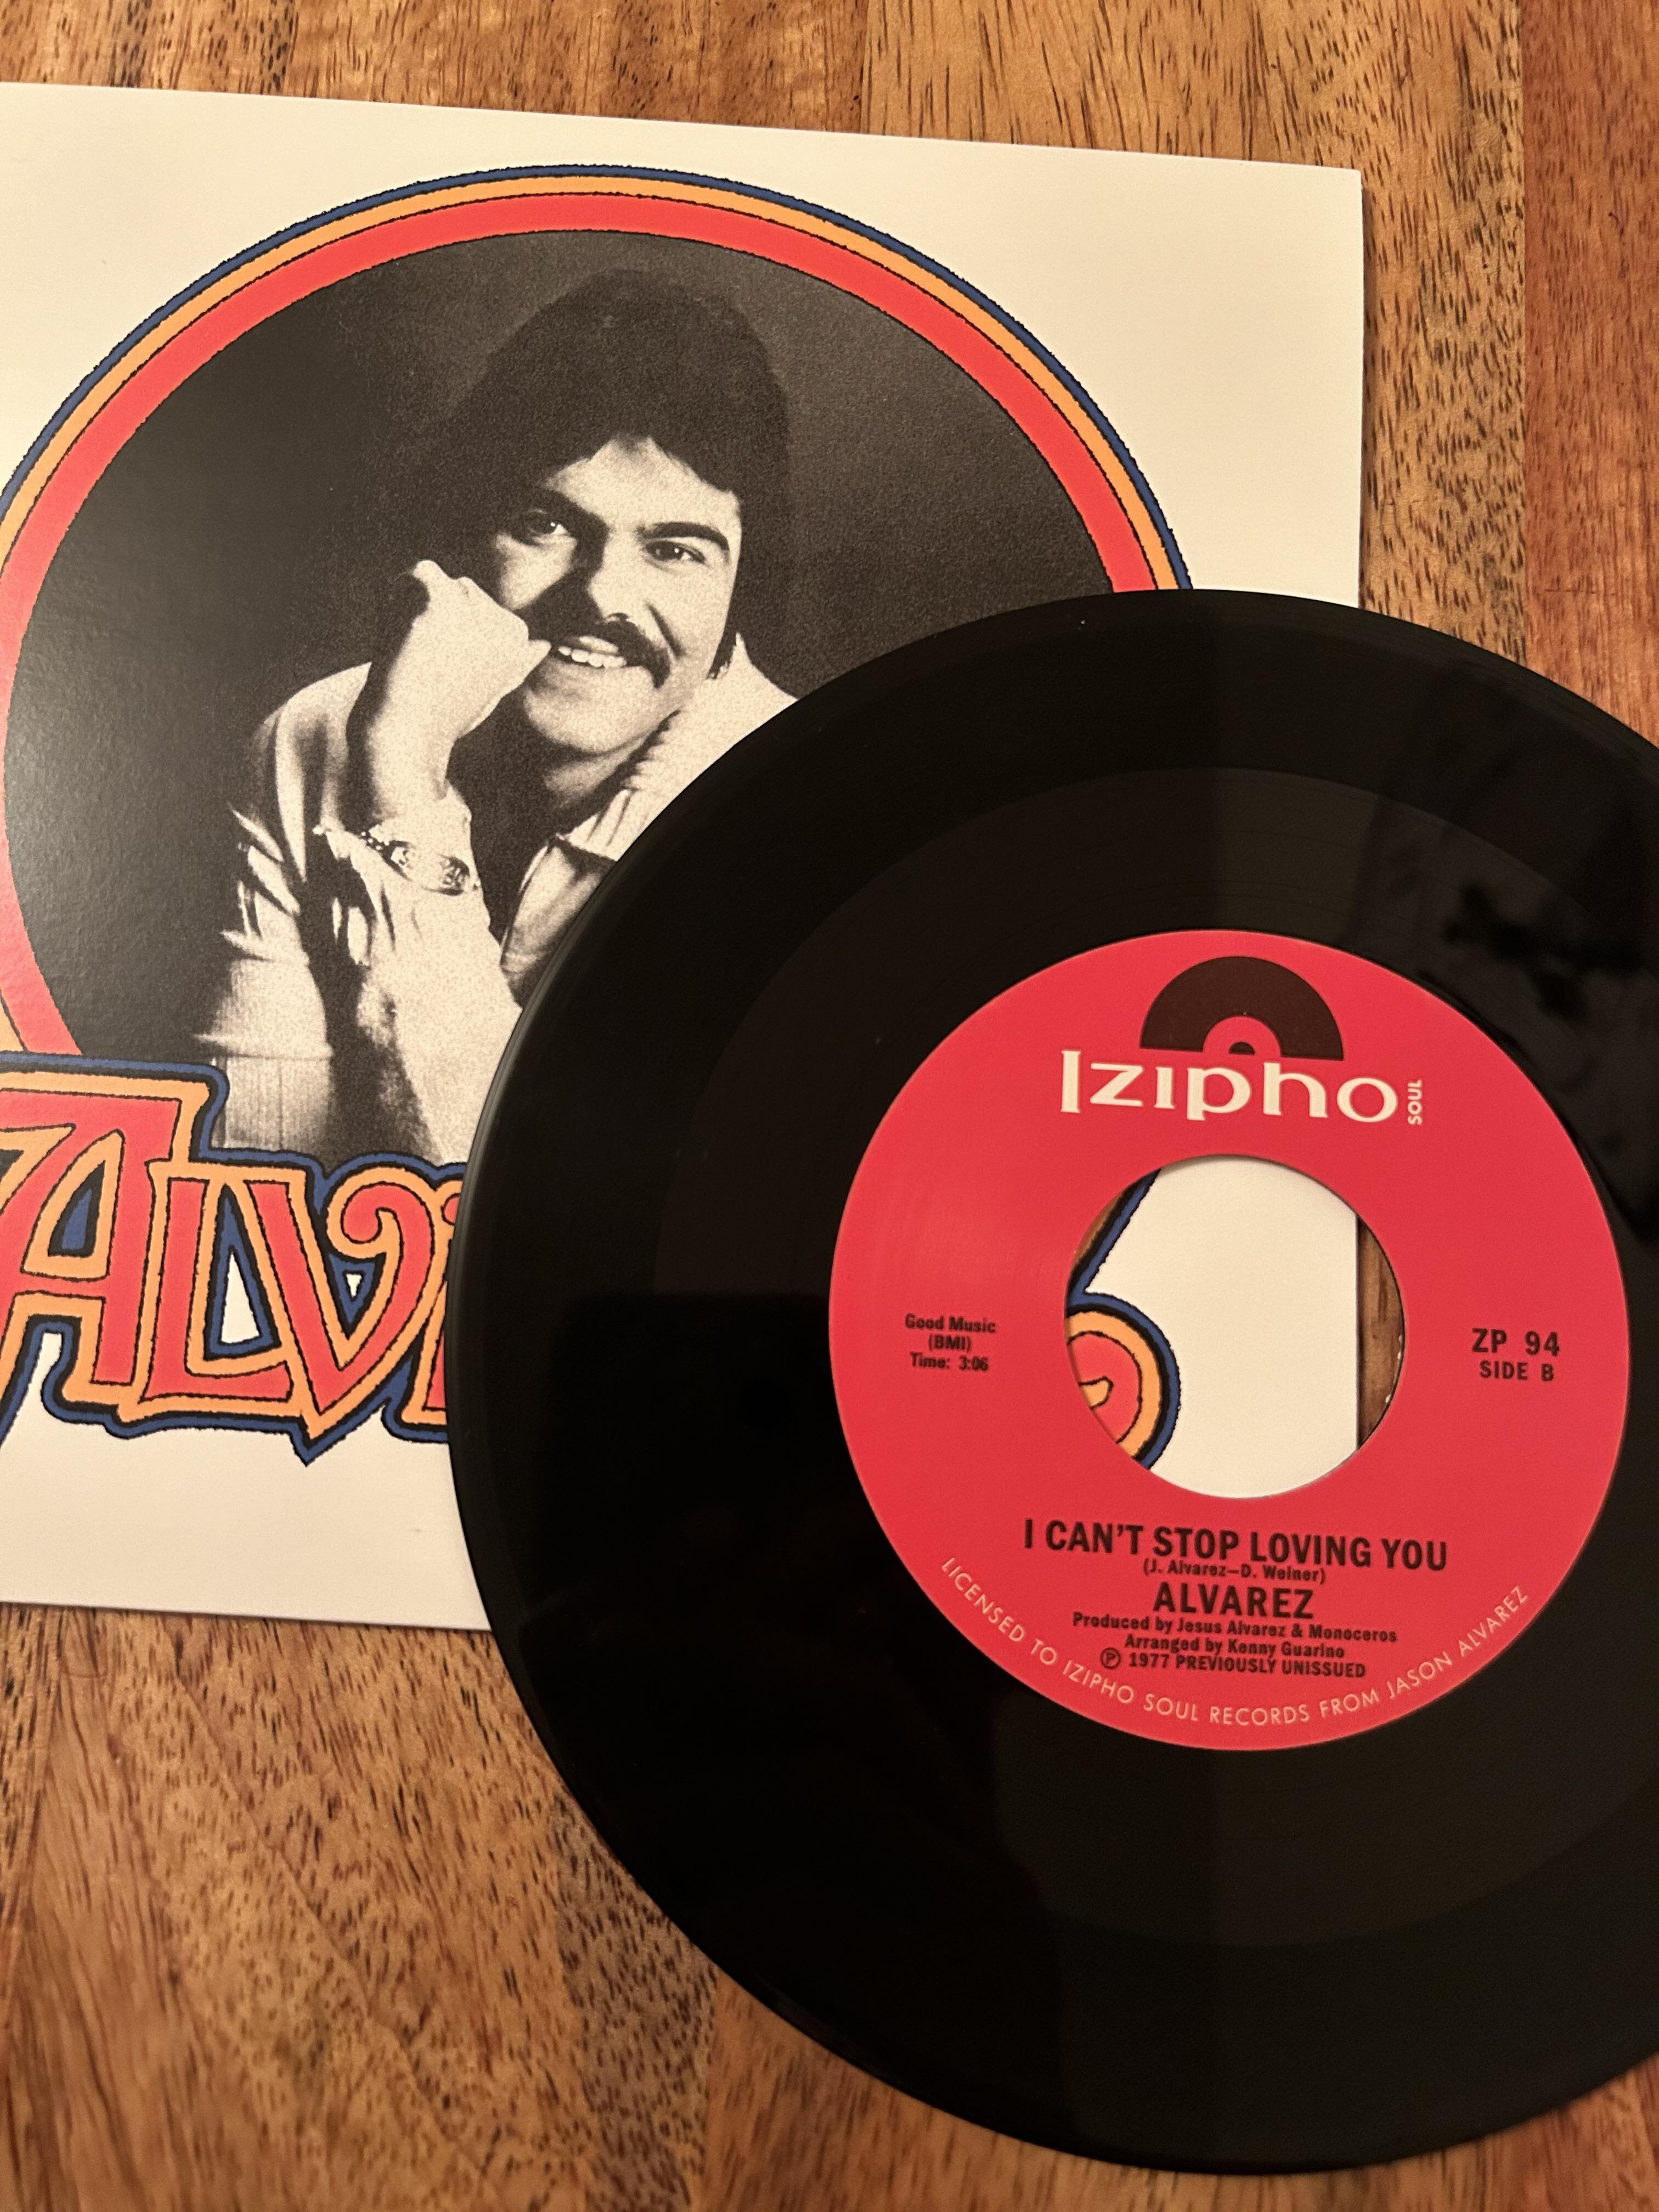 Izipho SOUL
Good Music
(BMI)
Time: 3:06
ZP 94
SIDE B
I CAN'T STOP LOVING YOU
(J. Alvarez—D. Weiner)
ALVAREZ
Produced by Jesus Alvarez & Monoceros
Arranged by Kenny Guarino
℗ 1977 PREVIOUSLY UNISSUED
LICENSED TO IZIPHO SOUL RECORDS FROM JASON ALVAREZ